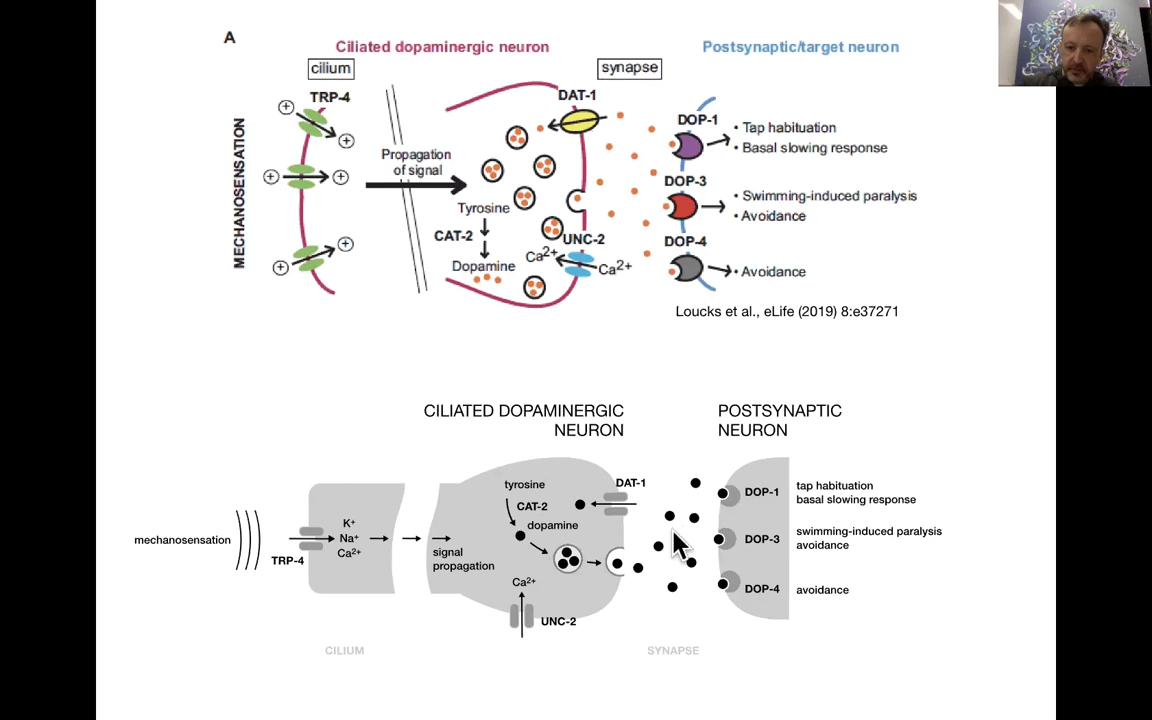 A
Ciliated dopaminergic neuron
Postsynaptic/target neuron
cilium
synapse
TRP-4
DAT-1
MECHANOSENSATION
Propagation
of signal
Tyrosine
CAT-2
Dopamine
UNC-2
Ca2+
Ca2+
DOP-1
• Tap habituation
• Basal slowing response
DOP-3
• Swimming-induced paralysis
• Avoidance
DOP-4
• Avoidance
+
+
+
+
+
+
Loucks et al., eLife (2019) 8:e37271
CILIATED DOPAMINERGIC
NEURON
POSTSYNAPTIC
NEURON
mechanosensation
TRP-4
K+
Na+
Ca2+
signal
propagation
tyrosine
CAT-2
dopamine
Ca2+
UNC-2
DAT-1
DOP-1
tap habituation
basal slowing response
DOP-3
swimming-induced paralysis
avoidance
DOP-4
avoidance
CILIUM
SYNAPSE